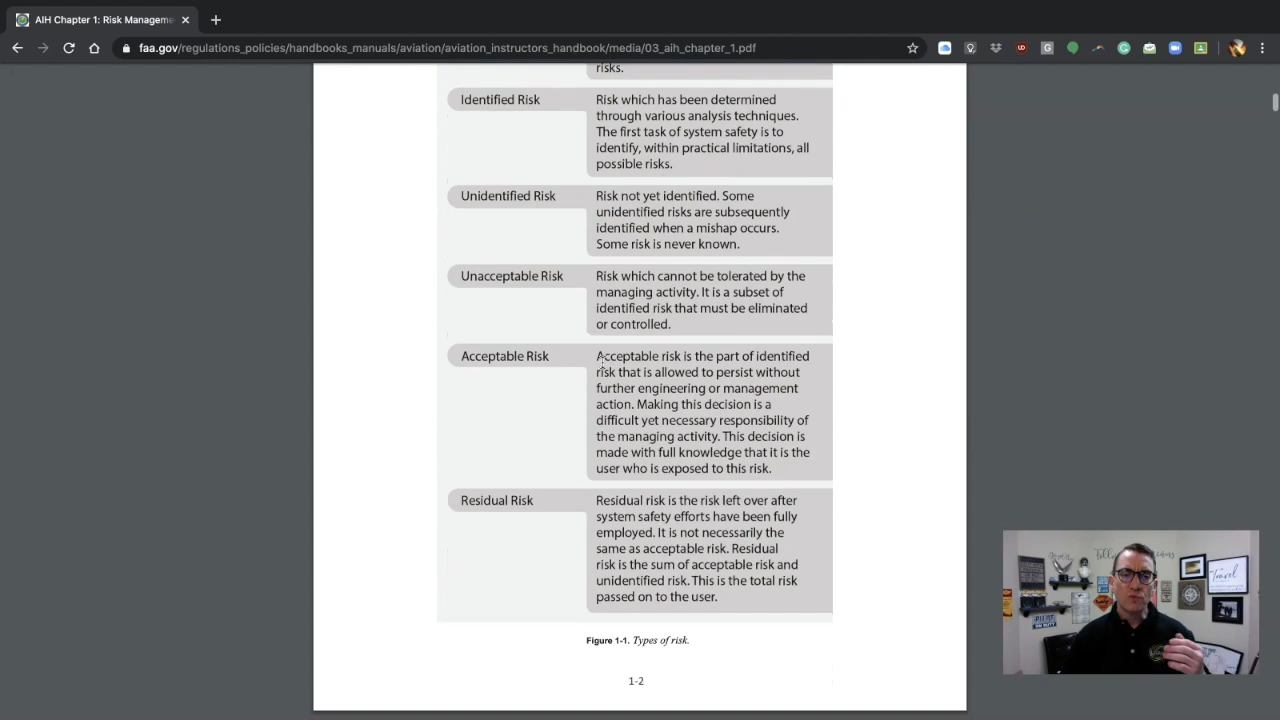 AIH Chapter 1: Risk Manageme
faa.gov/regulations_policies/handbooks_manuals/aviation/aviation_instructors_handbook/media/03_aih_chapter_1.pdf
risks.
Identified Risk
Risk which has been determined
through various analysis techniques.
The first task of system safety is to
identify, within practical limitations, all
possible risks.
Unidentified Risk
Risk not yet identified. Some
unidentified risks are subsequently
identified when a mishap occurs.
Some risk is never known.
Unacceptable Risk
Risk which cannot be tolerated by the
managing activity. It is a subset of
identified risk that must be eliminated
or controlled.
Acceptable Risk
Acceptable risk is the part of identified
risk that is allowed to persist without
further engineering or management
action. Making this decision is a
difficult yet necessary responsibility of
the managing activity. This decision is
made with full knowledge that it is the
user who is exposed to this risk.
Residual Risk
Residual risk is the risk left over after
system safety efforts have been fully
employed. It is not necessarily the
same as acceptable risk. Residual
risk is the sum of acceptable risk and
unidentified risk. This is the total risk
passed on to the user.
Figure 1-1. Types of risk.
1-2
Travel